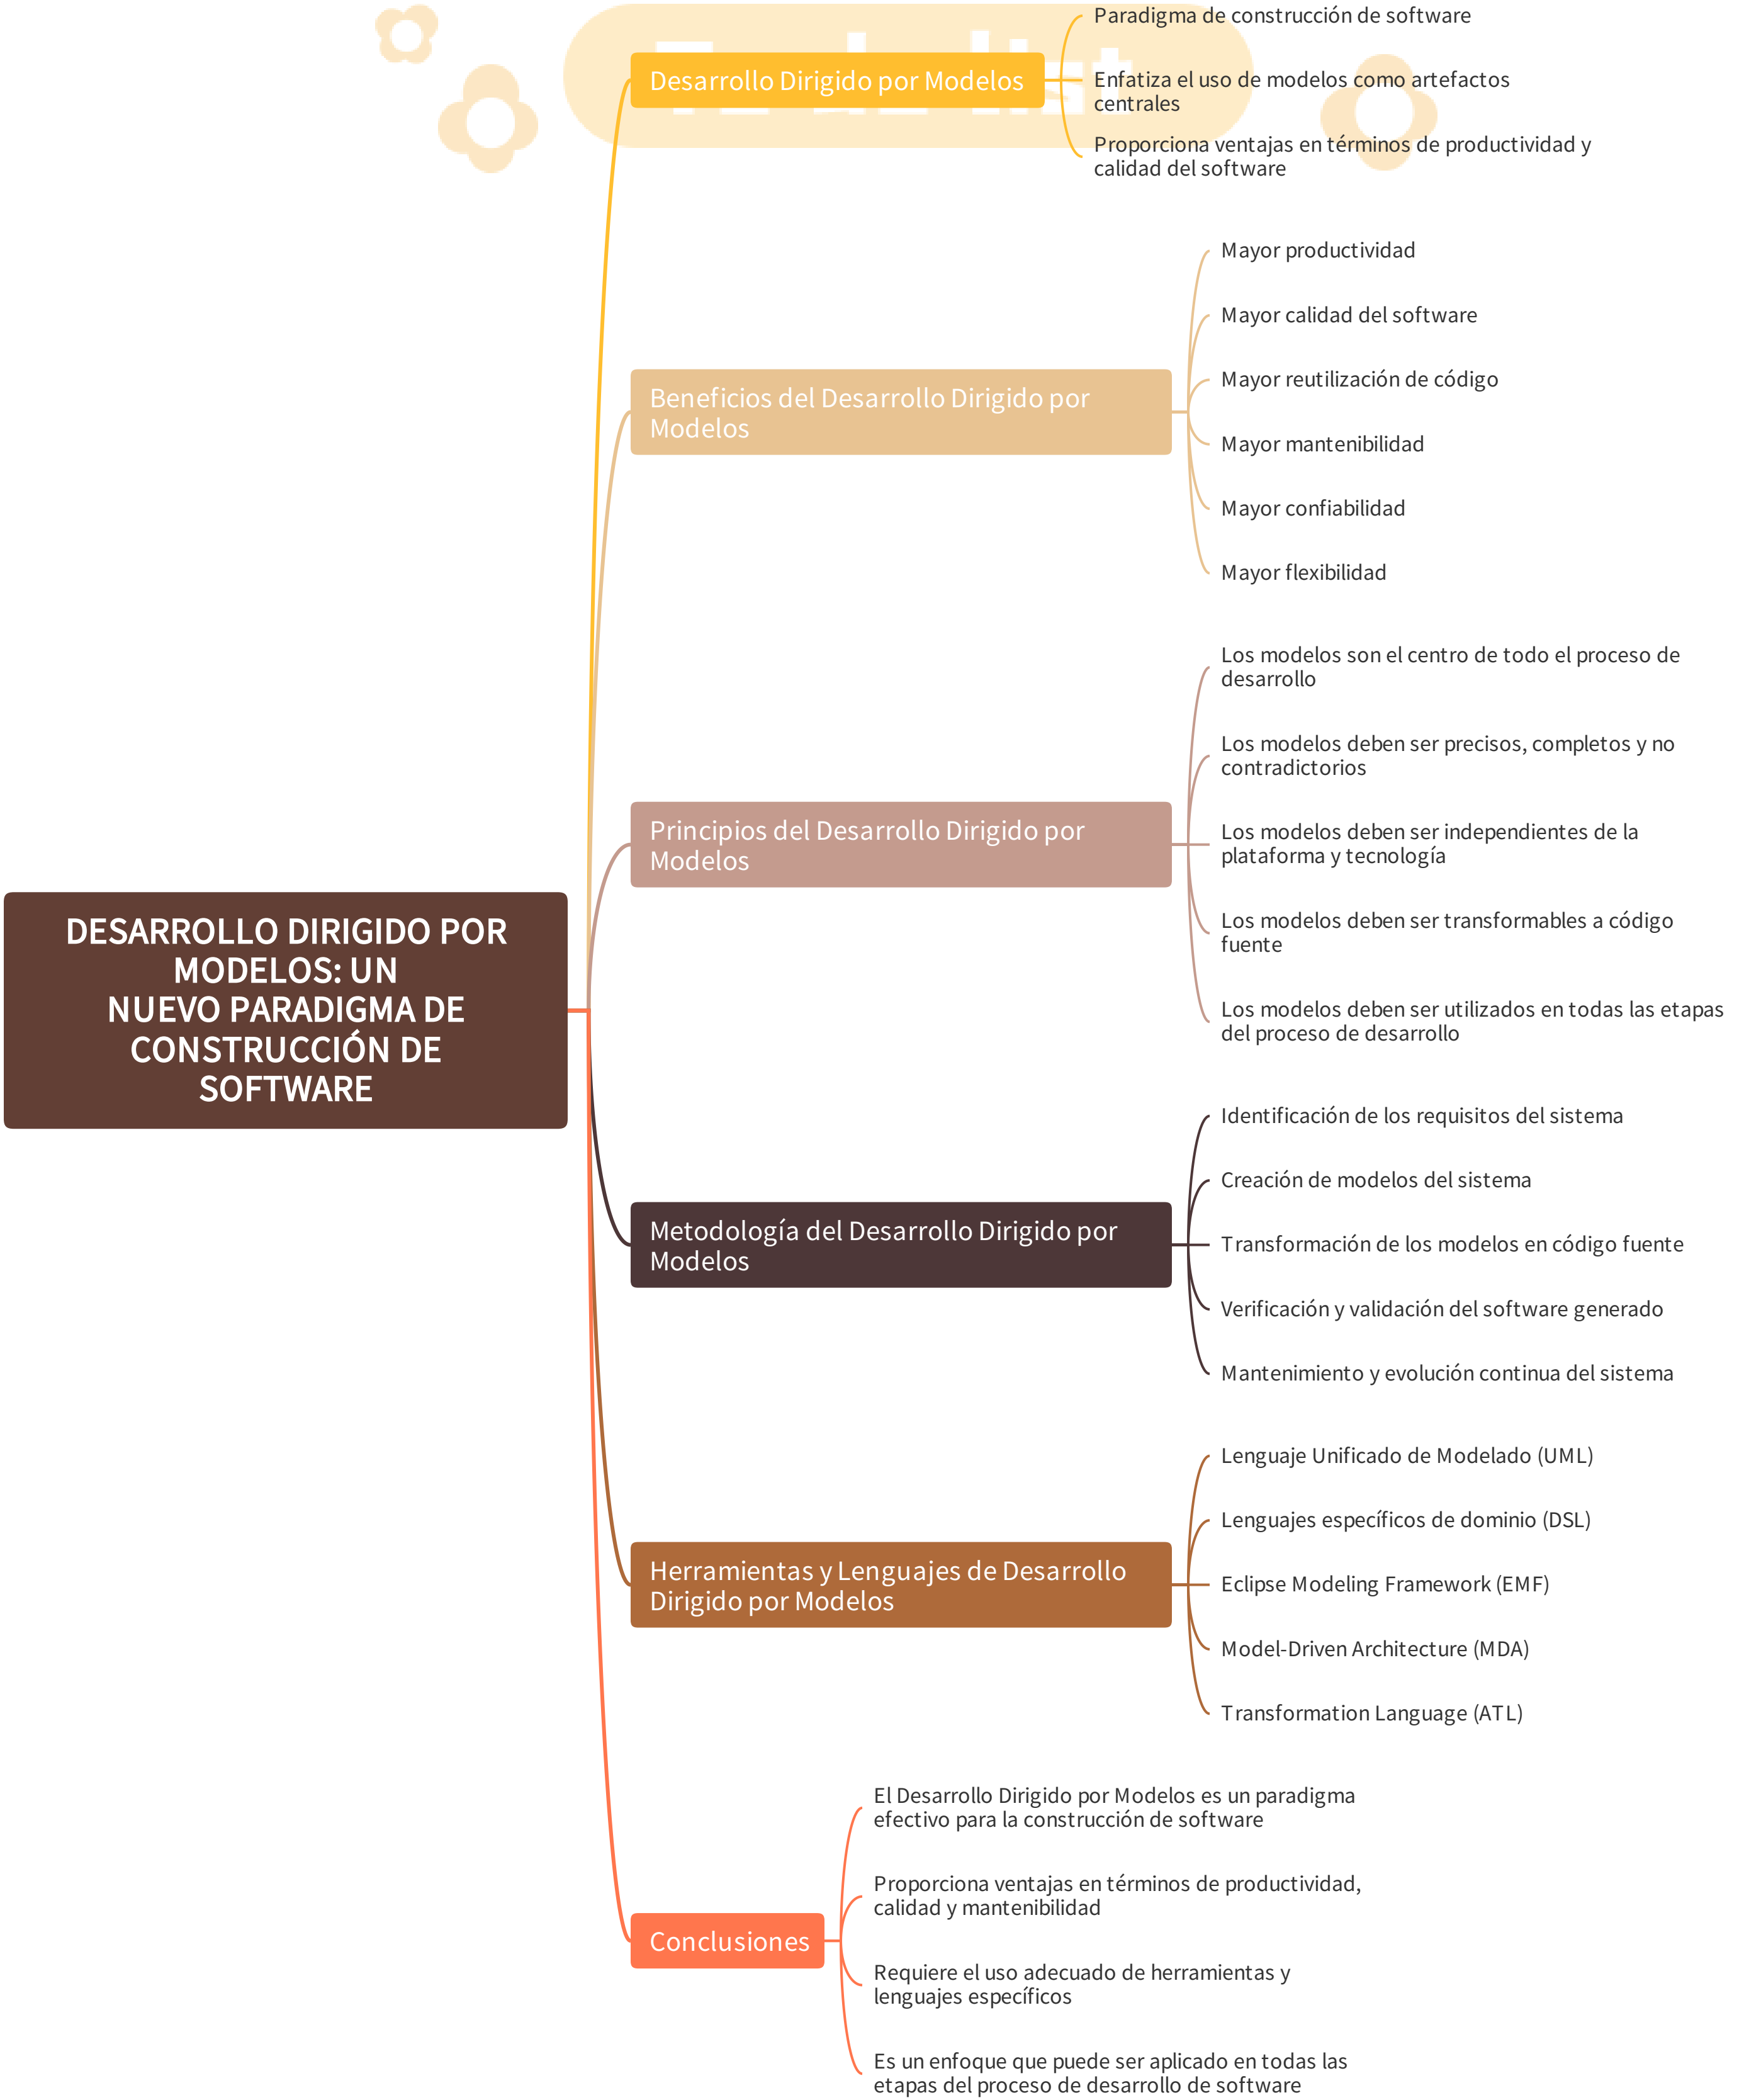 DESARROLLO DIRIGIDO POR
MODELOS: UN
NUEVO PARADIGMA DE
CONSTRUCCIÓN DE
SOFTWARE
Desarrollo Dirigido por Modelos
Paradigma de construcción de software
Enfatiza el uso de modelos como artefactos
centrales
Proporciona ventajas en términos de productividad y
calidad del software
Beneficios del Desarrollo Dirigido por
Modelos
Mayor productividad
Mayor calidad del software
Mayor reutilización de código
Mayor mantenibilidad
Mayor confiabilidad
Mayor flexibilidad
Principios del Desarrollo Dirigido por
Modelos
Los modelos son el centro de todo el proceso de
desarrollo
Los modelos deben ser precisos, completos y no
contradictorios
Los modelos deben ser independientes de la
plataforma y tecnología
Los modelos deben ser transformables a código
fuente
Los modelos deben ser utilizados en todas las etapas
del proceso de desarrollo
Metodología del Desarrollo Dirigido por
Modelos
Identificación de los requisitos del sistema
Creación de modelos del sistema
Transformación de los modelos en código fuente
Verificación y validación del software generado
Mantenimiento y evolución continua del sistema
Herramientas y Lenguajes de Desarrollo
Dirigido por Modelos
Lenguaje Unificado de Modelado (UML)
Lenguajes específicos de dominio (DSL)
Eclipse Modeling Framework (EMF)
Model-Driven Architecture (MDA)
Transformation Language (ATL)
Conclusiones
El Desarrollo Dirigido por Modelos es un paradigma
efectivo para la construcción de software
Proporciona ventajas en términos de productividad,
calidad y mantenibilidad
Requiere el uso adecuado de herramientas y
lenguajes específicos
Es un enfoque que puede ser aplicado en todas las
etapas del proceso de desarrollo de software